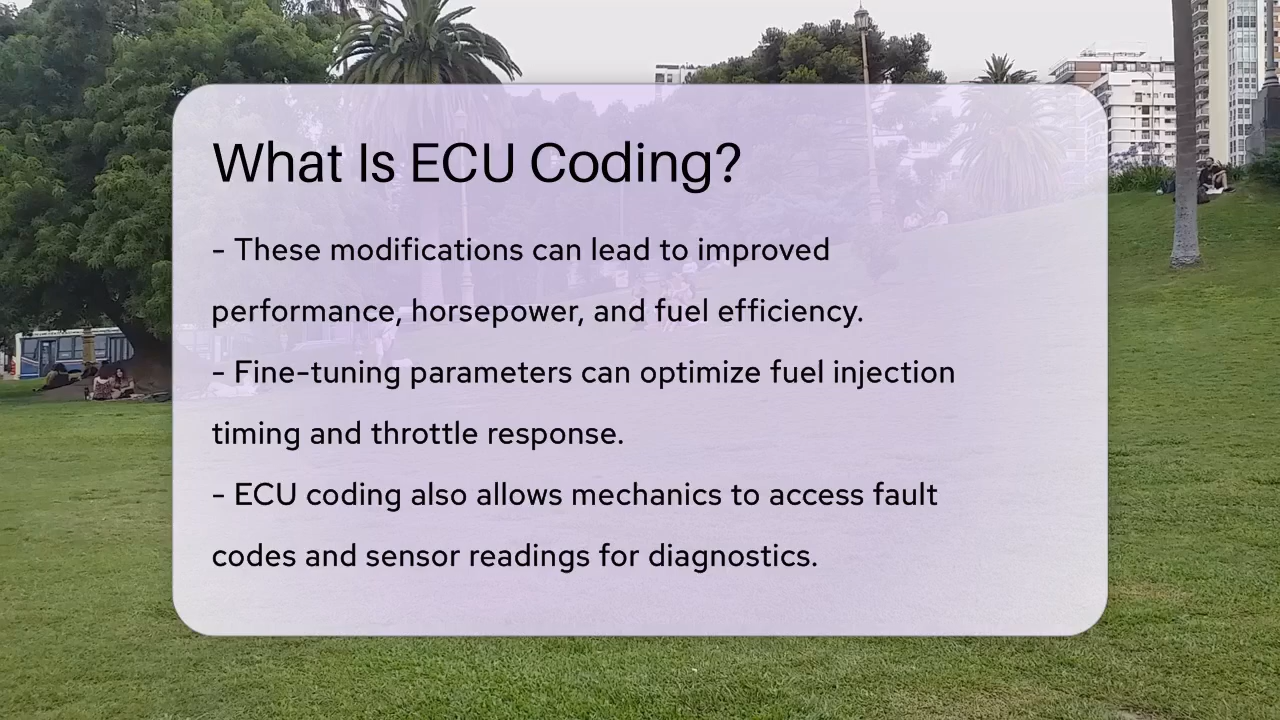 What Is ECU Coding?
- These modifications can lead to improved
performance, horsepower, and fuel efficiency.
- Fine-tuning parameters can optimize fuel injection
timing and throttle response.
- ECU coding also allows mechanics to access fault
codes and sensor readings for diagnostics.